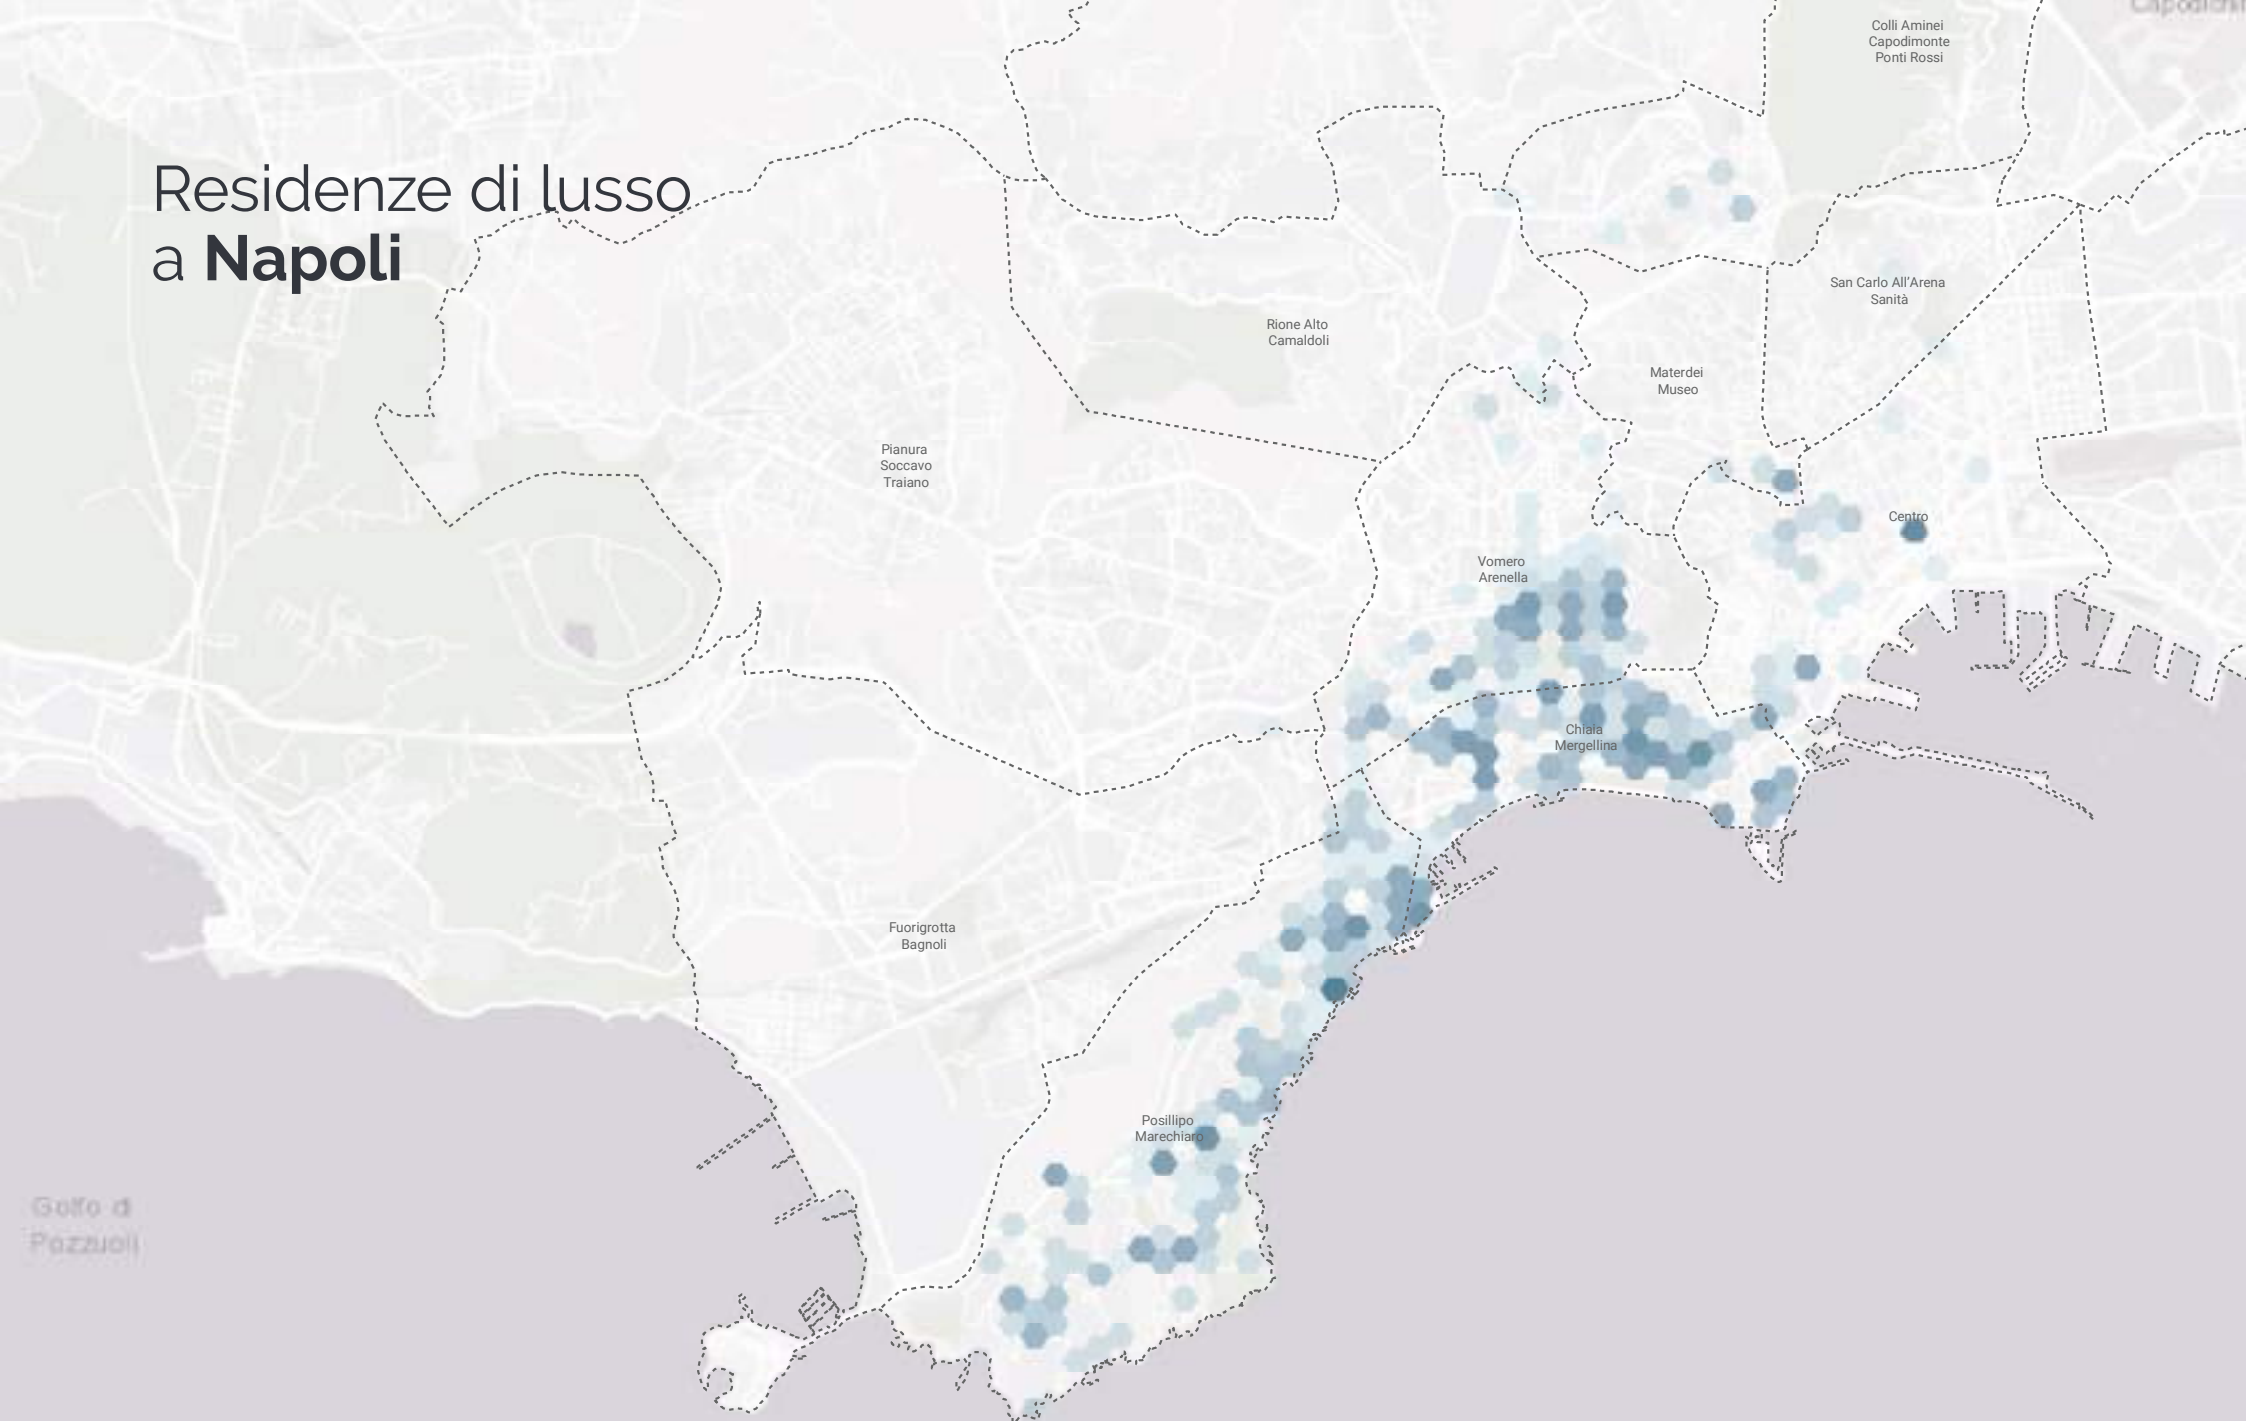 Residenze di lusso
a Napoli
Colli Aminei
Capodimonte
Ponti Rossi
San Carlo All'Arena
Sanità
Rione Alto
Camaldoli
Materdei
Museo
Pianura
Soccavo
Traiano
Centro
Vomero
Arenella
Chiaia
Mergellina
Fuorigrotta
Bagnoli
Posillipo
Marechiaro
Golfo di
Pozzuoli